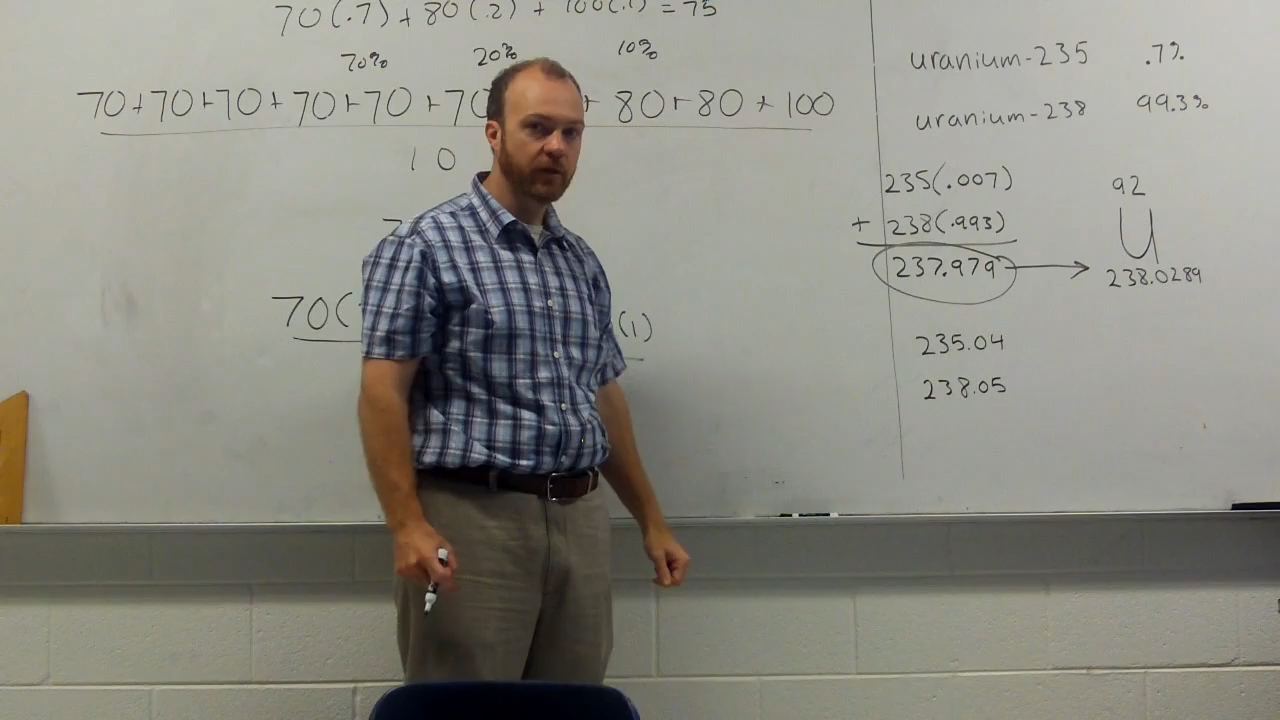 70(.7) + 80(.2) + 100(.1) = 75
70% 20% 10%
70+70+70+70+70+70 + 80+80+100
10
70( (1)
uranium-235 .7%
uranium-238 99.3%
235(.007)
+ 238(.993)
237.979
92
U
238.0289
235.04
238.05